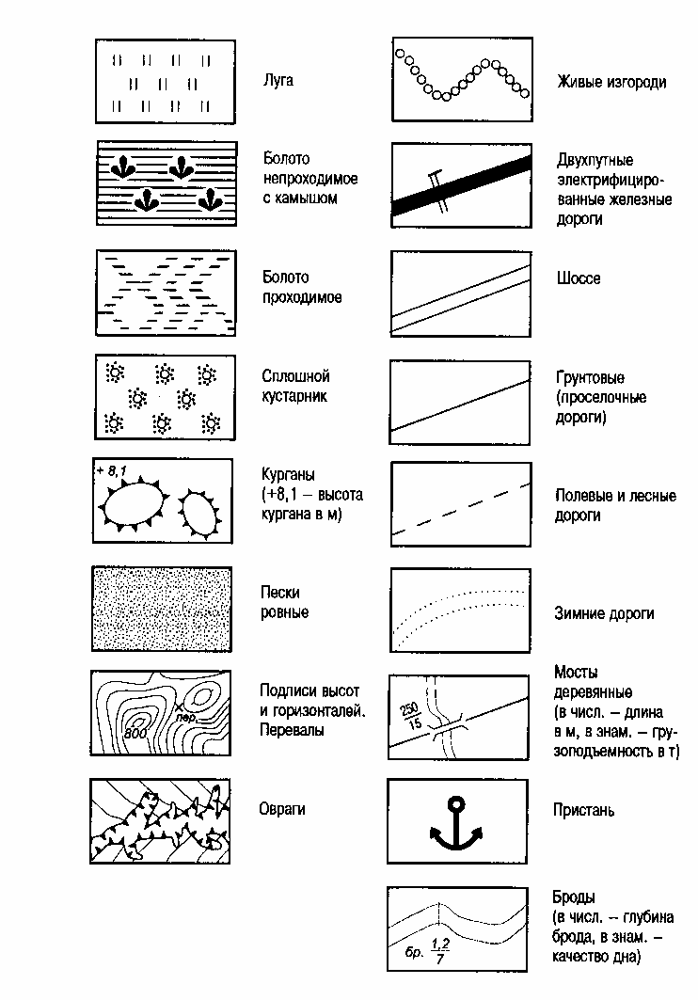 Луга
Болото
непроходимое
с камышом
Болото
проходимое
Сплошной
кустарник
+ 8,1
Курганы
(+8,1 – высота
кургана в м)
Пески
ровные
800
пер.
Подписи высот
и горизонталей.
Перевалы
Овраги
Живые изгороди
Двухпутные
электрифициро-
ванные железные
дороги
Шоссе
Грунтовые
(проселочные
дороги)
Полевые и лесные
дороги
Зимние дороги
250
15
Мосты
деревянные
(в числ. – длина
в м, в знам. – гру-
зоподъемность в т)
Пристань
бр. 1,2
7
Броды
(в числ. – глубина
брода, в знам. –
качество дна)